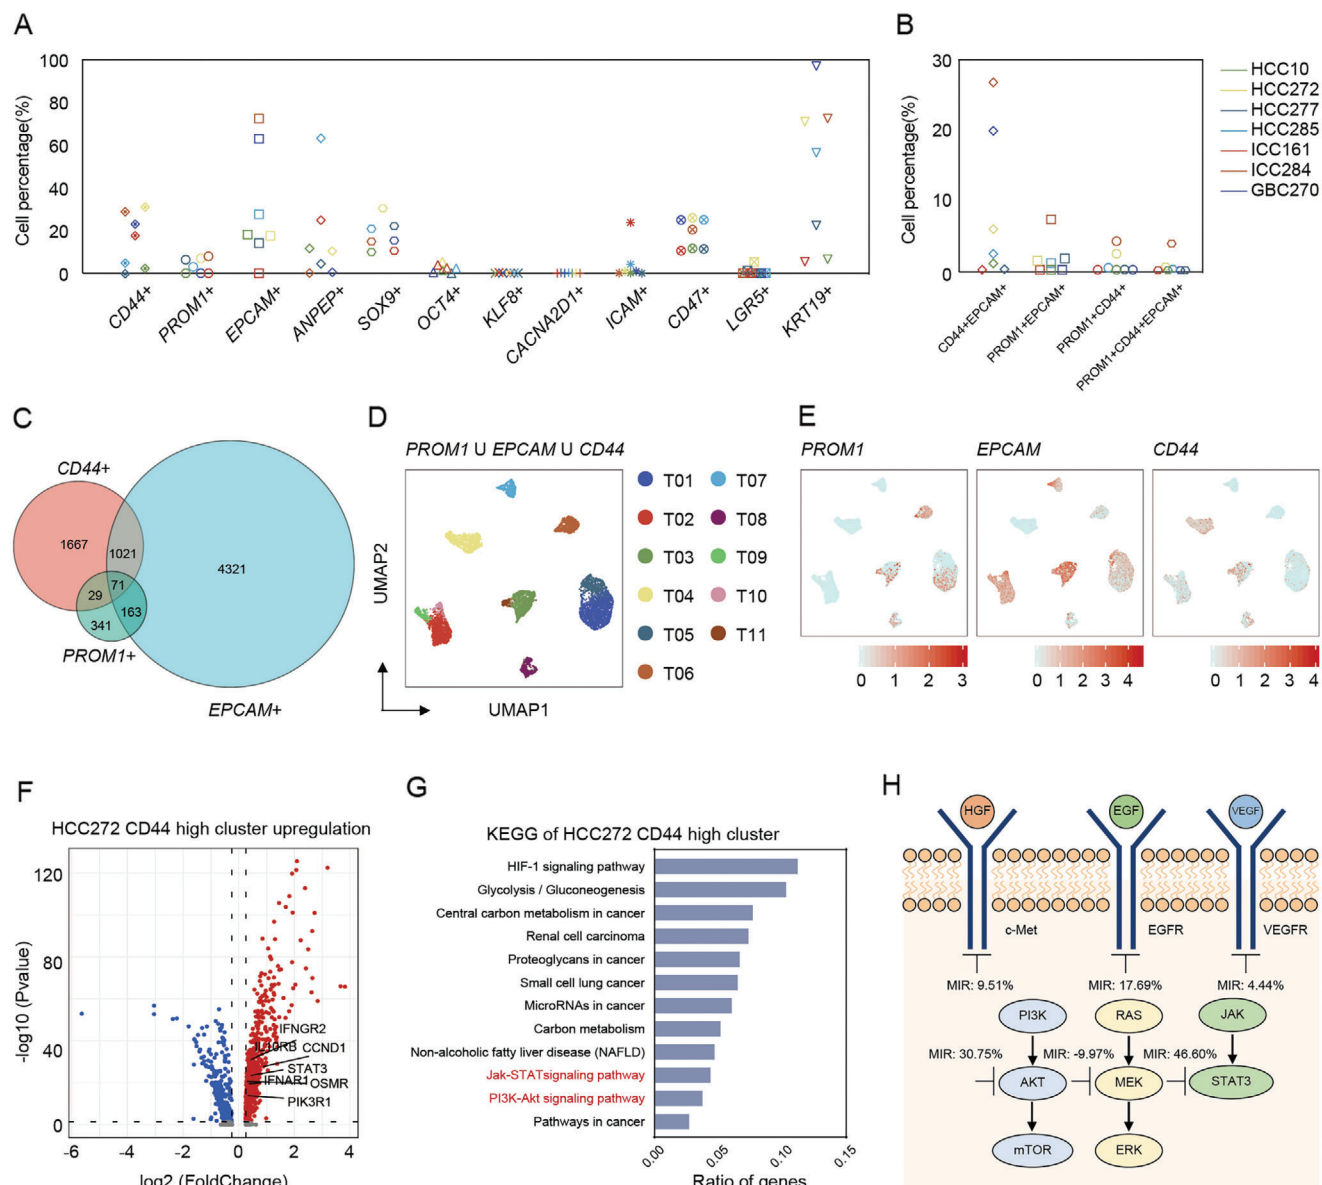 A
Cell percentage(%)
100
80
60
40
20
0
CD44+
PROM1+
EPCAM+
ANPEP+
SOX9+
OCT4+
KLF8+
CACNA2D1+
ICAM+
CD47+
LGR5+
KRT19+
B
Cell percentage(%)
30
20
10
0
CD44+EPCAM+
PROM1+EPCAM+
PROM1+CD44+
PROM1+CD44+EPCAM+
HCC10
HCC272
HCC277
HCC285
ICC161
ICC284
GBC270
C
CD44+
1667
1021
4321
71
29
163
341
PROM1+
EPCAM+
D
PROM1 U EPCAM U CD44
UMAP2
UMAP1
T01
T02
T03
T04
T05
T06
T07
T08
T09
T10
T11
E
PROM1
EPCAM
CD44
0 1 2 3
0 1 2 3 4
0 1 2 3 4
F
HCC272 CD44 high cluster upregulation
-log10 (Pvalue)
120
80
40
0
IFNGR2
IL10RB CCND1
STAT3
IFNAR1 OSMR
PIK3R1
-6 -4 -2 0 2 4
log2 (FoldChange)
G
KEGG of HCC272 CD44 high cluster
HIF-1 signaling pathway
Glycolysis / Gluconeogenesis
Central carbon metabolism in cancer
Renal cell carcinoma
Proteoglycans in cancer
Small cell lung cancer
MicroRNAs in cancer
Carbon metabolism
Non-alcoholic fatty liver disease (NAFLD)
Jak-STATsignaling pathway
PI3K-Akt signaling pathway
Pathways in cancer
0.00 0.05 0.10 0.15
Ratio of genes
H
HGF
EGF
VEGF
c-Met
EGFR
VEGFR
MIR: 9.51%
MIR: 17.69%
MIR: 4.44%
PI3K
RAS
JAK
MIR: 30.75%
MIR: -9.97%
MIR: 46.60%
AKT
MEK
STAT3
mTOR
ERK